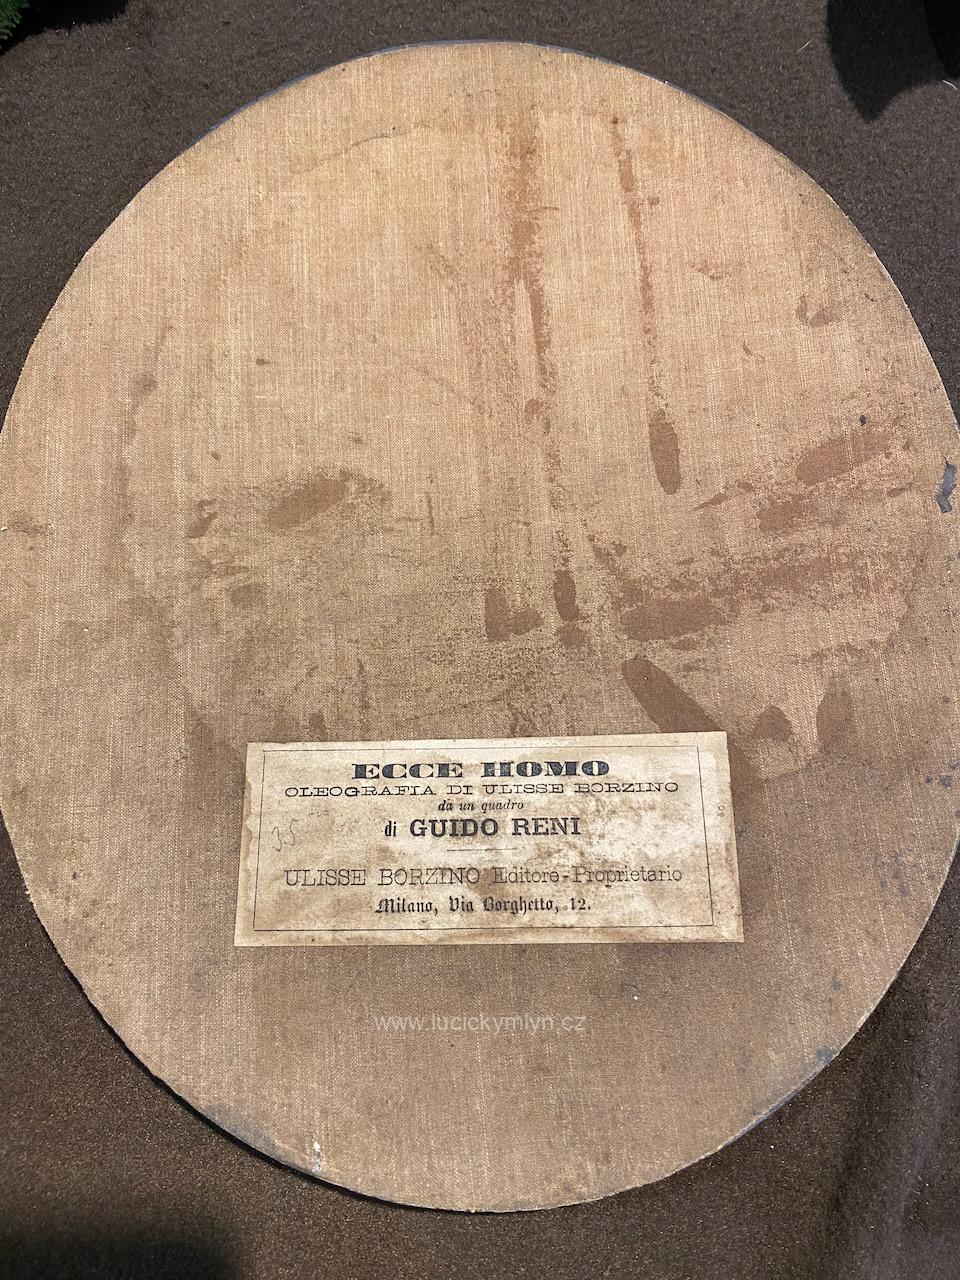 ECCE HOMO
OLEOGRAFIA DI ULISSE BORZINO
da un quadro
di GUIDO RENI
ULISSE BORZINO Editore-Proprietario
Milano, Via Borghetto, 12.
www.lucickymlyn.cz